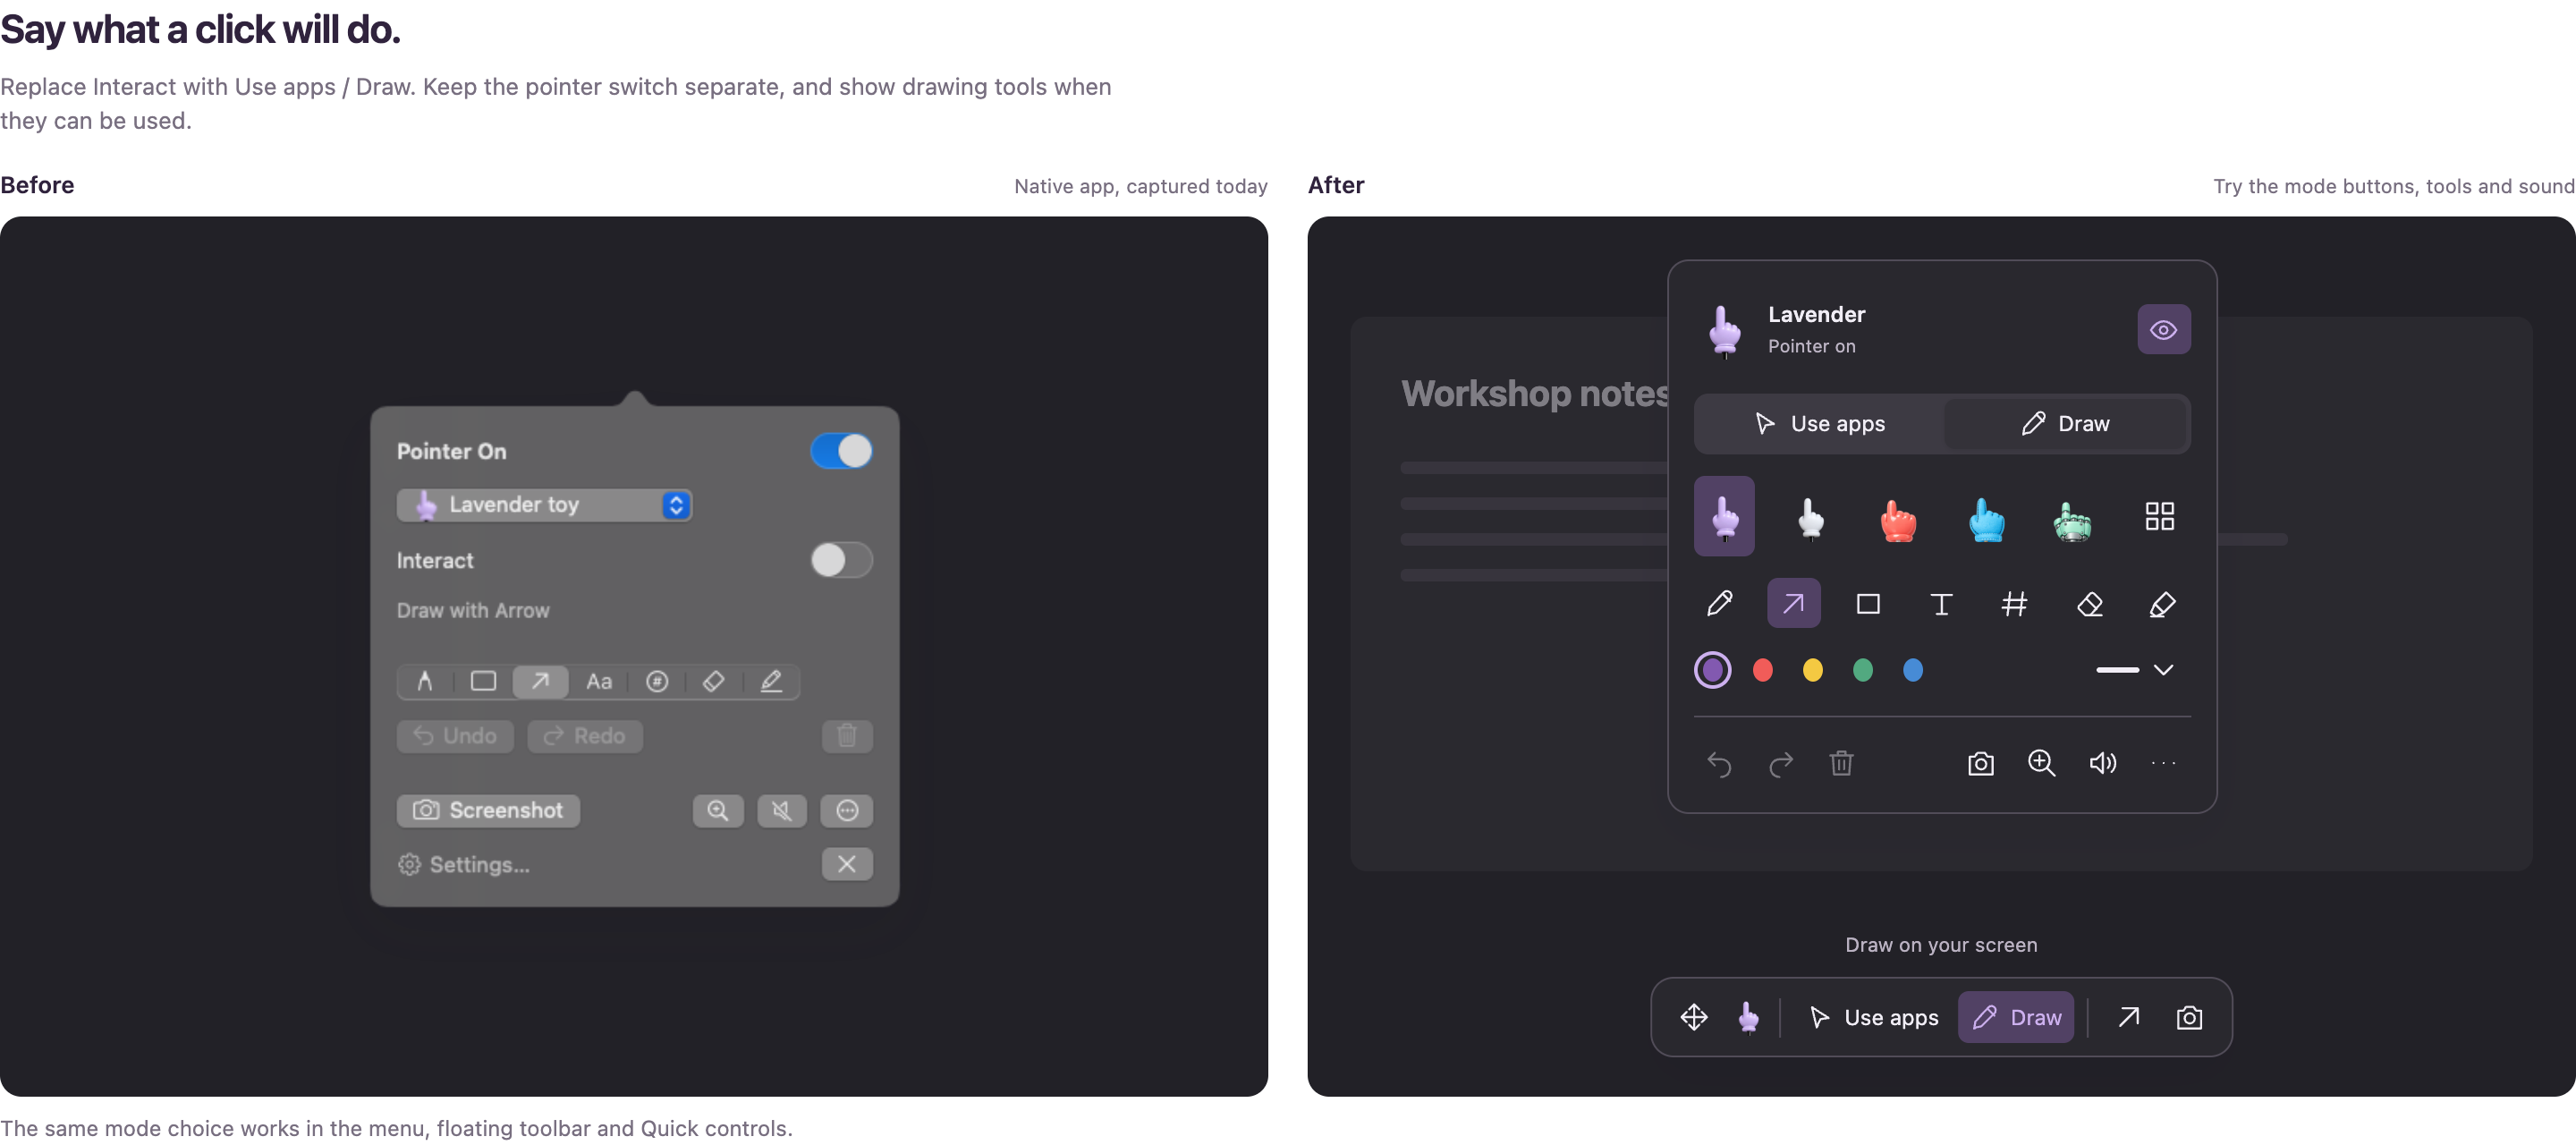 Say what a click will do.
Replace Interact with Use apps / Draw. Keep the pointer switch separate, and show drawing tools when
they can be used.
Before
Native app, captured today
Pointer On
Lavender toy
Interact
Draw with Arrow
Aa
#
Undo
Redo
Screenshot
Settings...
After
Try the mode buttons, tools and sound
Workshop notes
Lavender
Pointer on
Use apps
Draw
Draw on your screen
Use apps
Draw
The same mode choice works in the menu, floating toolbar and Quick controls.